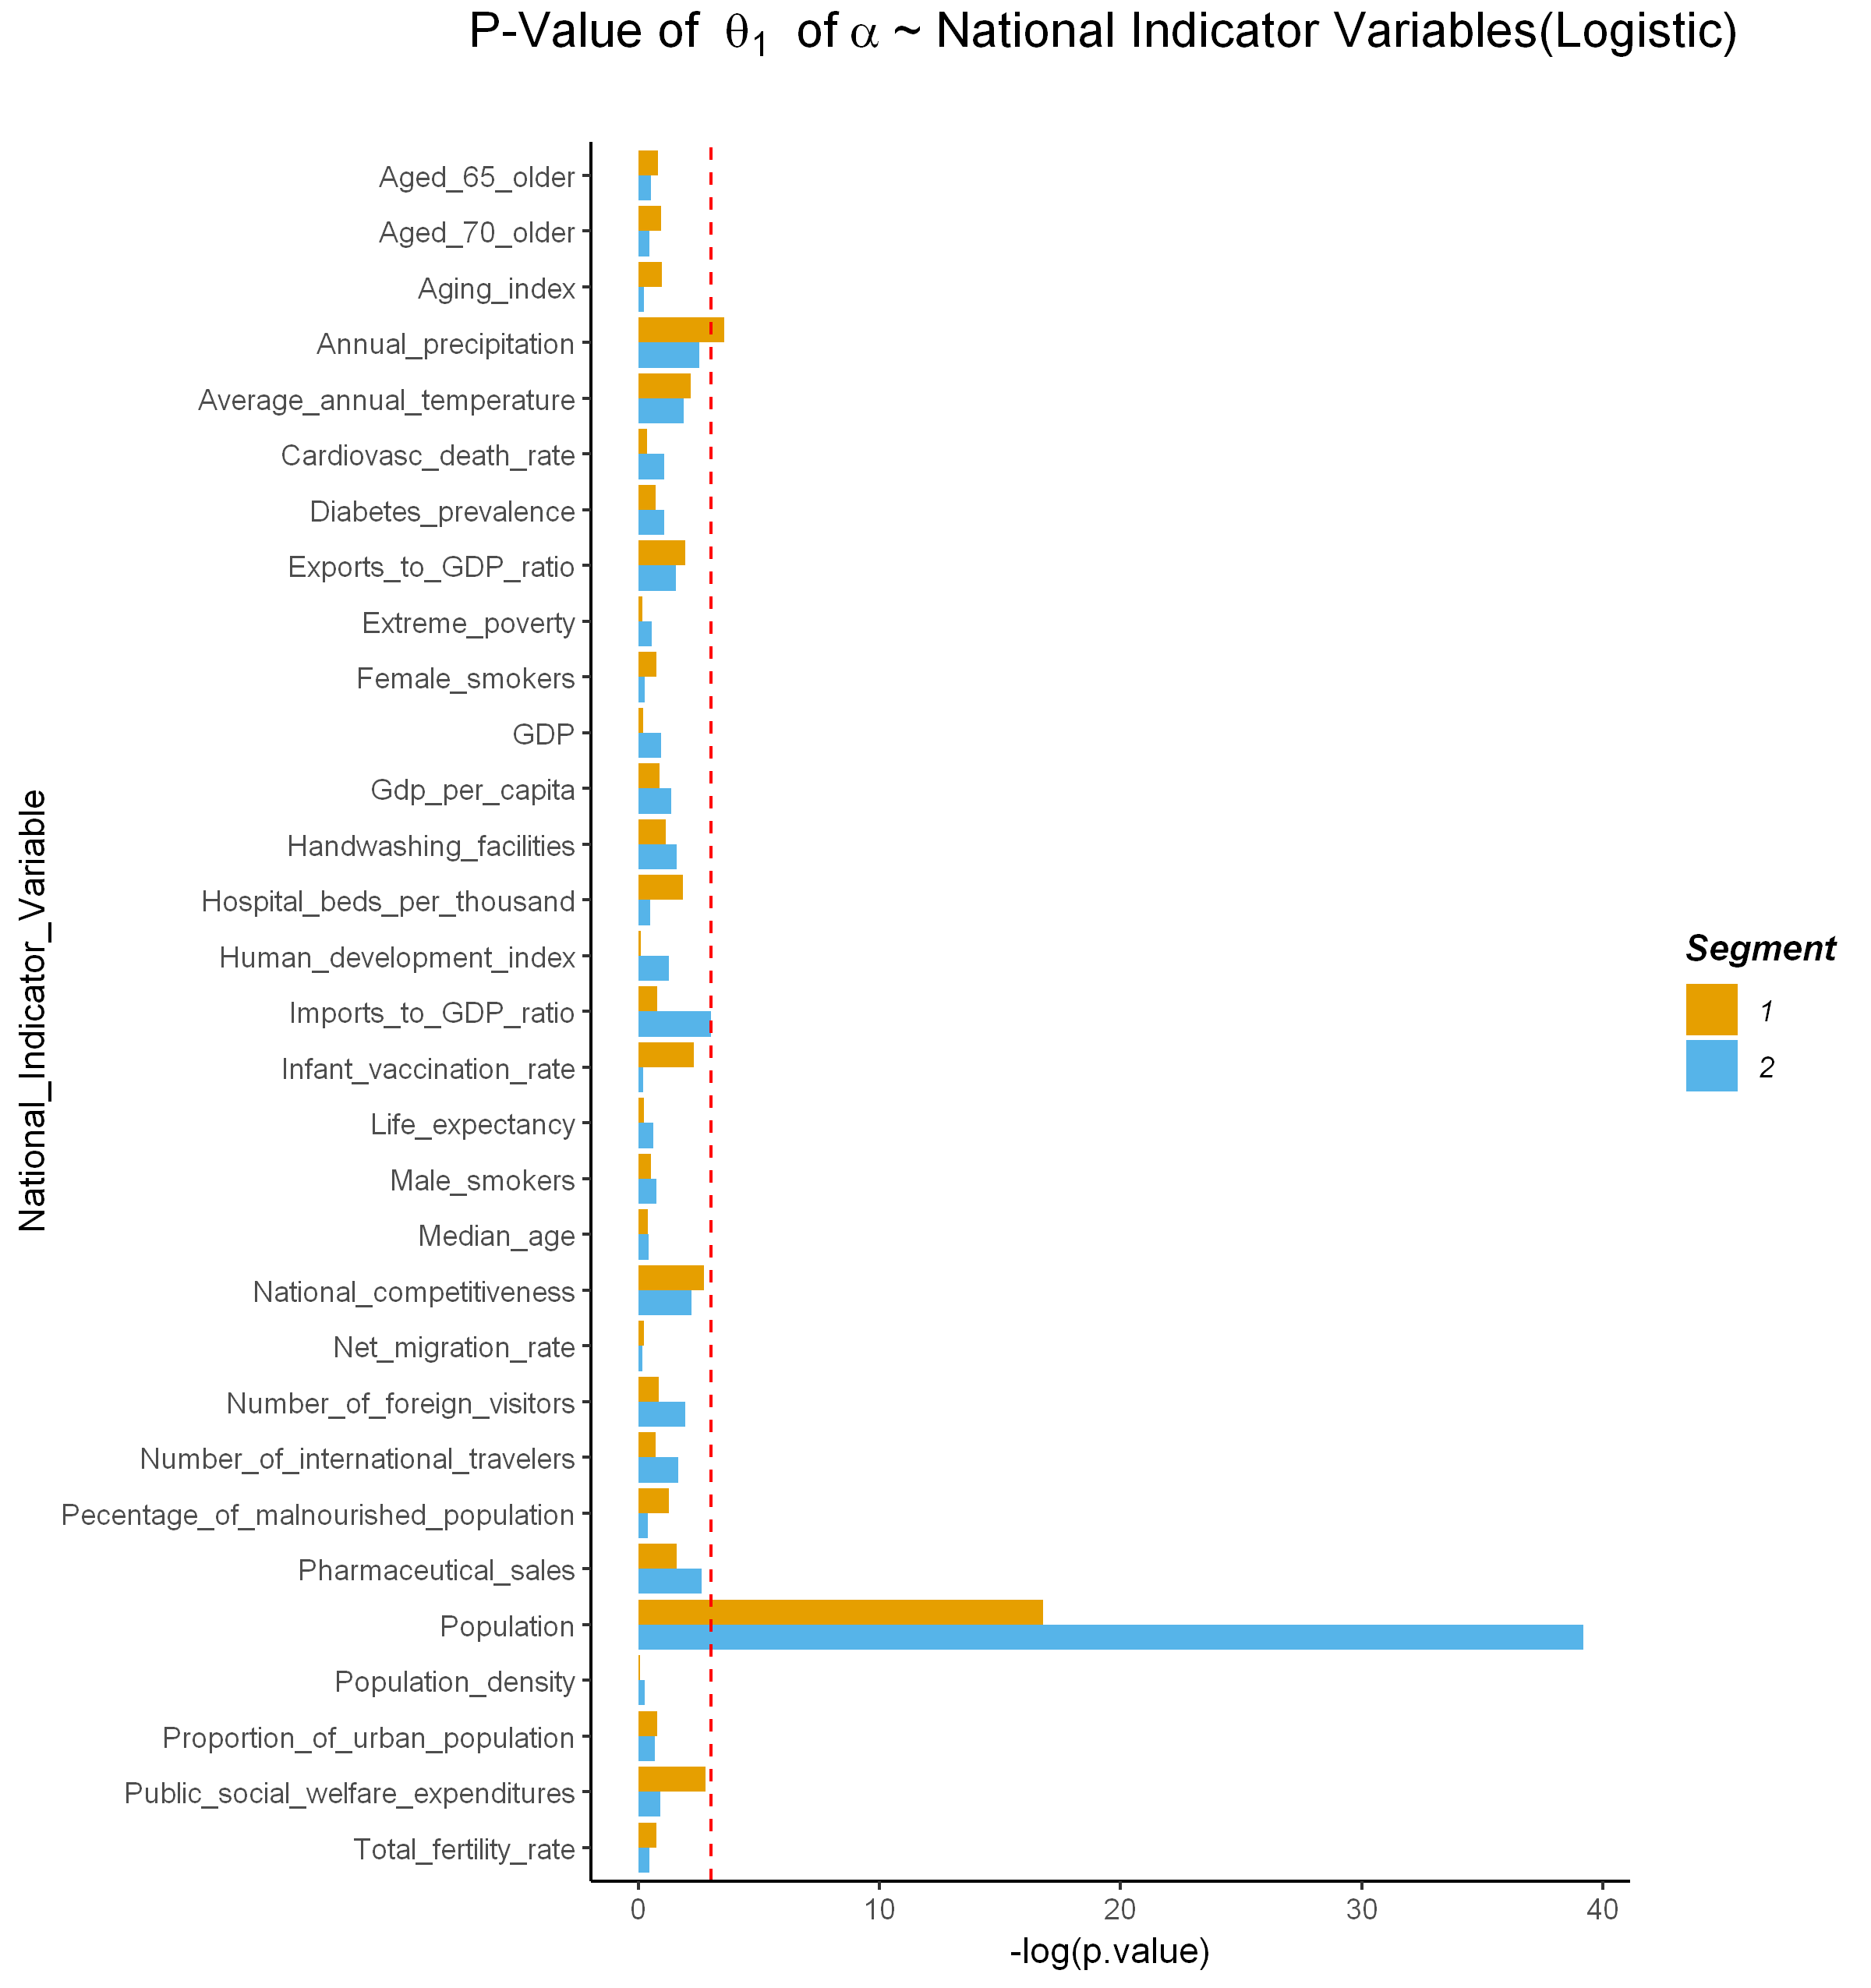 P-Value of θ1 of α ~ National Indicator Variables(Logistic)
National_Indicator_Variable
Aged_65_older
Aged_70_older
Aging_index
Annual_precipitation
Average_annual_temperature
Cardiovasc_death_rate
Diabetes_prevalence
Exports_to_GDP_ratio
Extreme_poverty
Female_smokers
GDP
Gdp_per_capita
Handwashing_facilities
Hospital_beds_per_thousand
Human_development_index
Imports_to_GDP_ratio
Infant_vaccination_rate
Life_expectancy
Male_smokers
Median_age
National_competitiveness
Net_migration_rate
Number_of_foreign_visitors
Number_of_international_travelers
Pecentage_of_malnourished_population
Pharmaceutical_sales
Population
Population_density
Proportion_of_urban_population
Public_social_welfare_expenditures
Total_fertility_rate
0 10 20 30 40
-log(p.value)
Segment
1
2